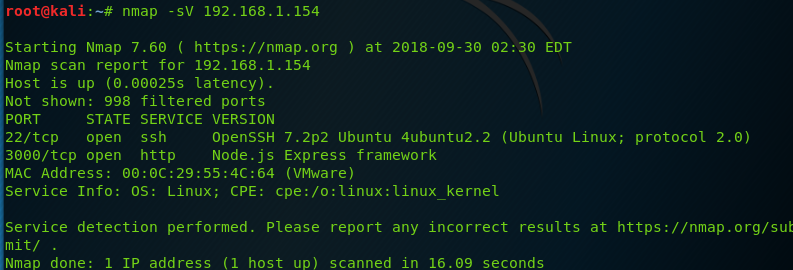 root@kali:~# nmap -sV 192.168.1.154
Starting Nmap 7.60 ( https://nmap.org ) at 2018-09-30 02:30 EDT
Nmap scan report for 192.168.1.154
Host is up (0.00025s latency).
Not shown: 998 filtered ports
PORT     STATE SERVICE VERSION
22/tcp   open  ssh     OpenSSH 7.2p2 Ubuntu 4ubuntu2.2 (Ubuntu Linux; protocol 2.0)
3000/tcp open  http    Node.js Express framework
MAC Address: 00:0C:29:55:4C:64 (VMware)
Service Info: OS: Linux; CPE: cpe:/o:linux:linux_kernel
Service detection performed. Please report any incorrect results at https://nmap.org/sub
mit/ .
Nmap done: 1 IP address (1 host up) scanned in 16.09 seconds